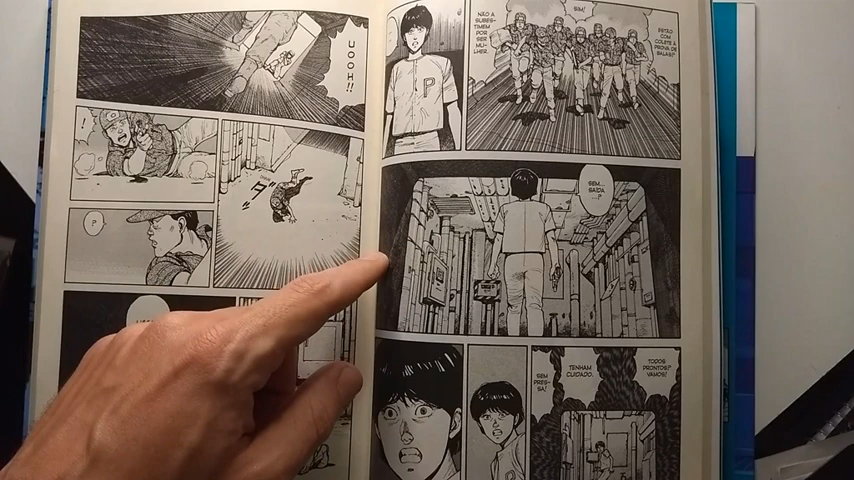 ESTÃO
COM COLETE À
PROVA DE
BALAS?
SIM!
NÃO
A SUBES-
TIMEM
POR
SER
MU-
LHER.
P
SEM...
SAÍDA
...?
TODOS
PRONTOS?
VAMOS!
TENHAM
CUIDADO.
SEM
PRES-
SA!
UOOH!!
?